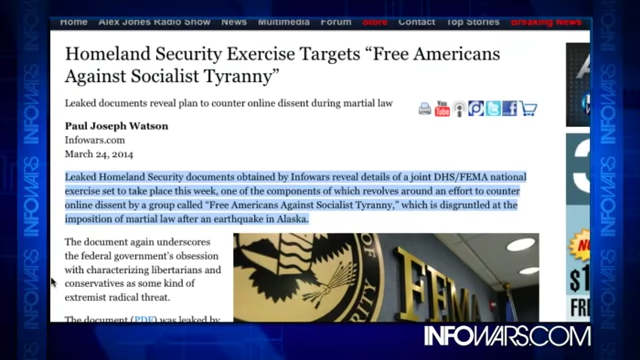 Home Alex Jones Radio Show News Multimedia Forum Store Contact Top Stories Breaking News
Homeland Security Exercise Targets “Free Americans
Against Socialist Tyranny”
Leaked documents reveal plan to counter online dissent during martial law
You
Tube
Paul Joseph Watson
Infowars.com
March 24, 2014
Leaked Homeland Security documents obtained by Infowars reveal details of a joint DHS/FEMA national
exercise set to take place this week, one of the components of which revolves around an effort to counter
online dissent by a group called “Free Americans Against Socialist Tyranny,” which is disgruntled at the
imposition of martial law after an earthquake in Alaska.
The document again underscores
the federal government’s obsession
with characterizing libertarians and
conservatives as some kind of
extremist radical threat.
The document (PDF) was leaked by
FEMA
INFOWARS
INFOWARS
INFOWARS
INFOWARS
INFOWARS.COM